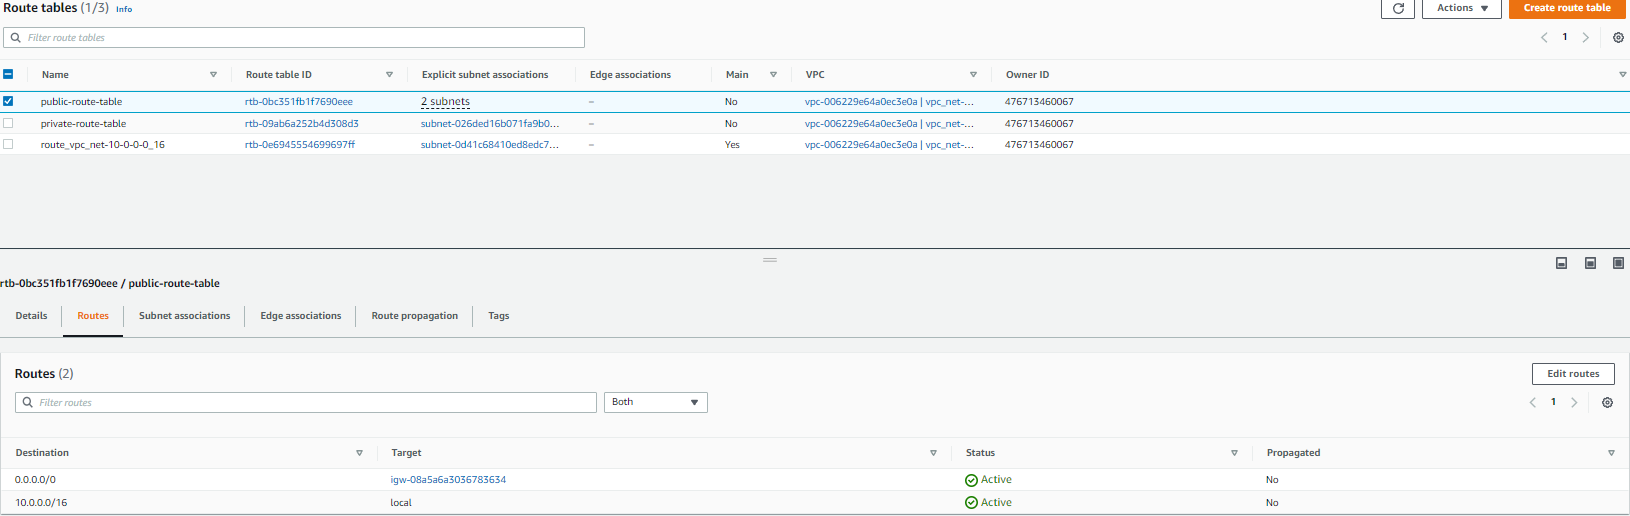 Route tables (1/3) Info
Actions
Create route table
Filter route tables
1
Name Route table ID Explicit subnet associations Edge associations Main VPC Owner ID
public-route-table rtb-0bc351fb1f7690eee 2 subnets – No vpc-006229e64a0ec3e0a | vpc_net-... 476713460067
private-route-table rtb-09ab6a252b4d308d3 subnet-026ded16b071fa9b0... – No vpc-006229e64a0ec3e0a | vpc_net-... 476713460067
route_vpc_net-10-0-0-0_16 rtb-0e6945554699697ff subnet-0d41c68410ed8edc7... – Yes vpc-006229e64a0ec3e0a | vpc_net-... 476713460067
rtb-0bc351fb1f7690eee / public-route-table
Details Routes Subnet associations Edge associations Route propagation Tags
Routes (2)
Edit routes
Filter routes
Both
1
Destination Target Status Propagated
0.0.0.0/0 igw-08a5a6a3036783634 Active No
10.0.0.0/16 local Active No